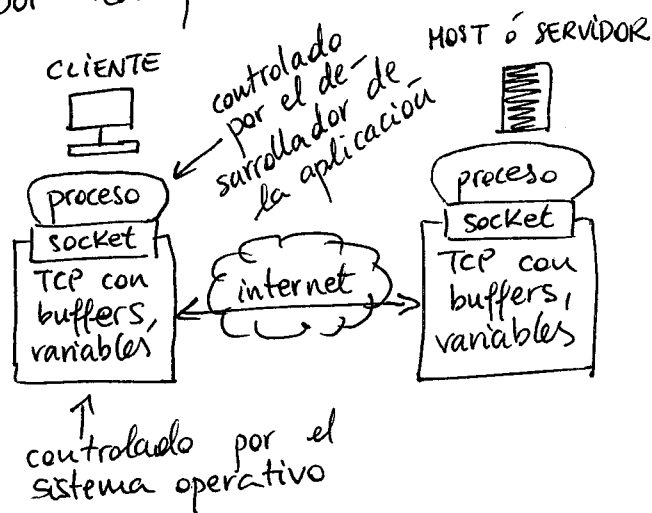 por
CLIENTE
controlado
por el de-
sarrollador de
la aplicación
HOST ó SERVIDOR
proceso
socket
TCP con
buffers,
variables
internet
proceso
socket
TCP con
buffers,
variables
controlado por el
sistema operativo